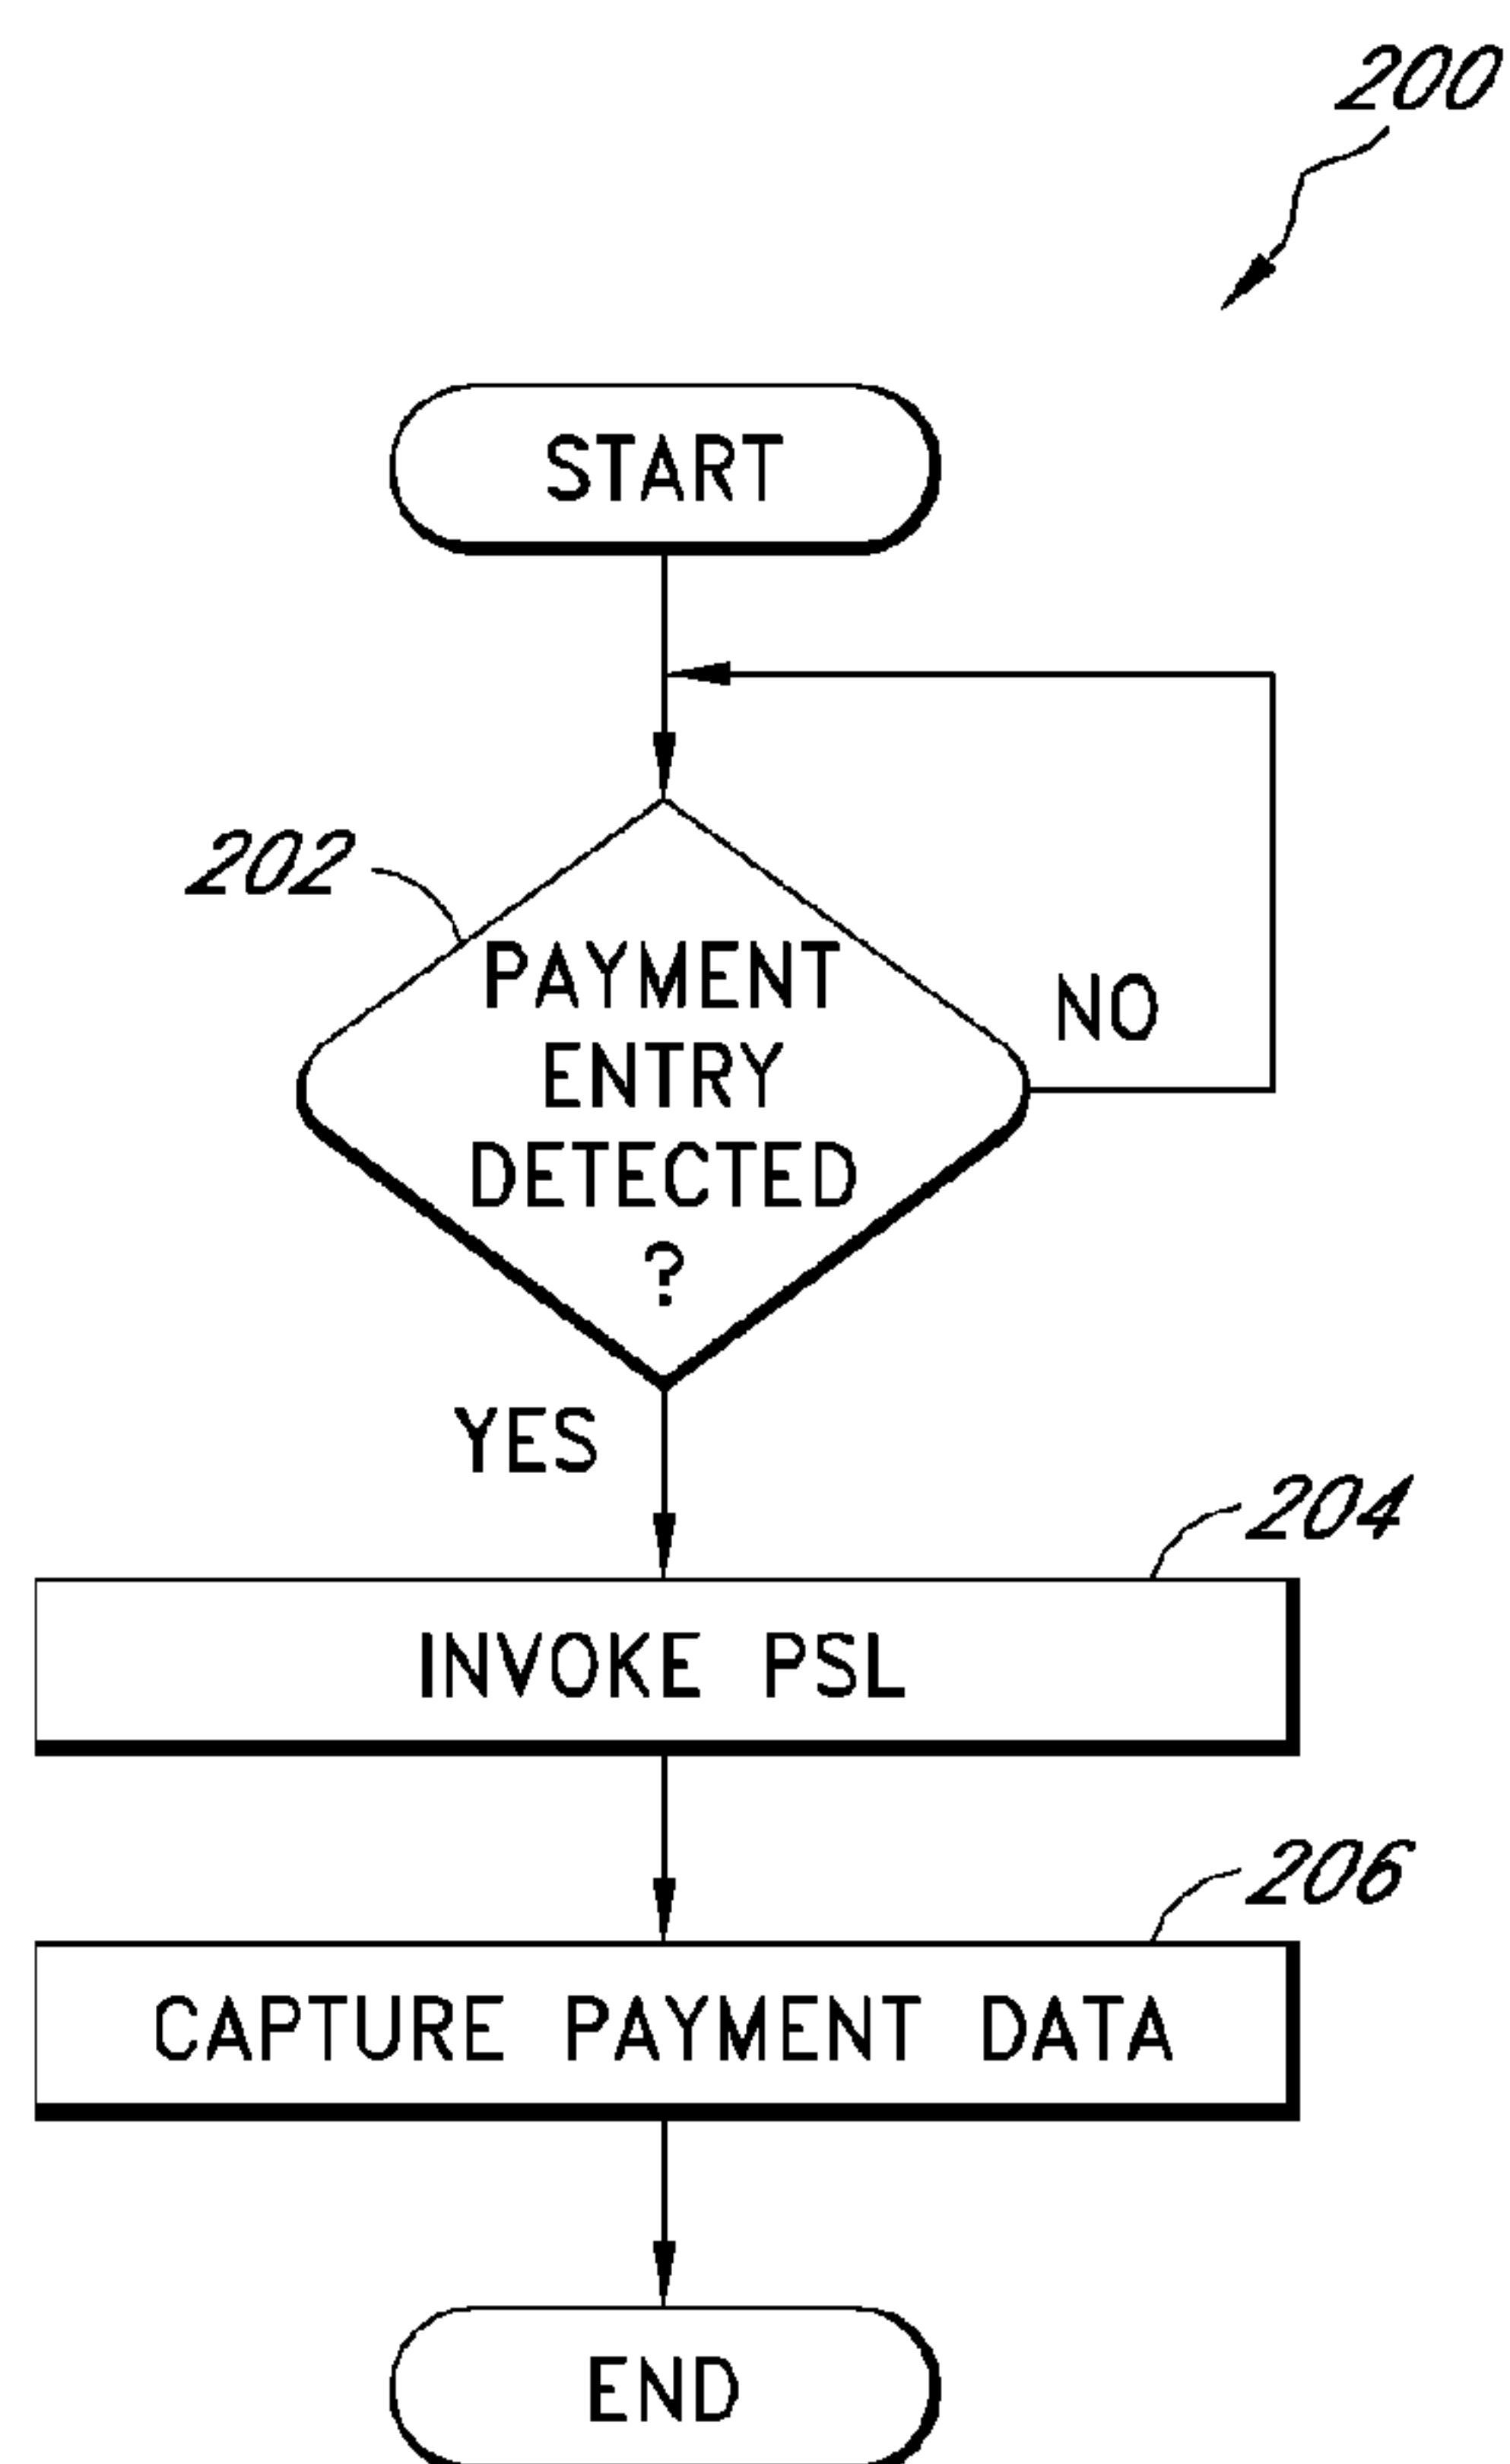 200
START
202
PAYMENT
ENTRY
DETECTED
?
NO
YES
204
INVOKE PSL
206
CAPTURE PAYMENT DATA
END